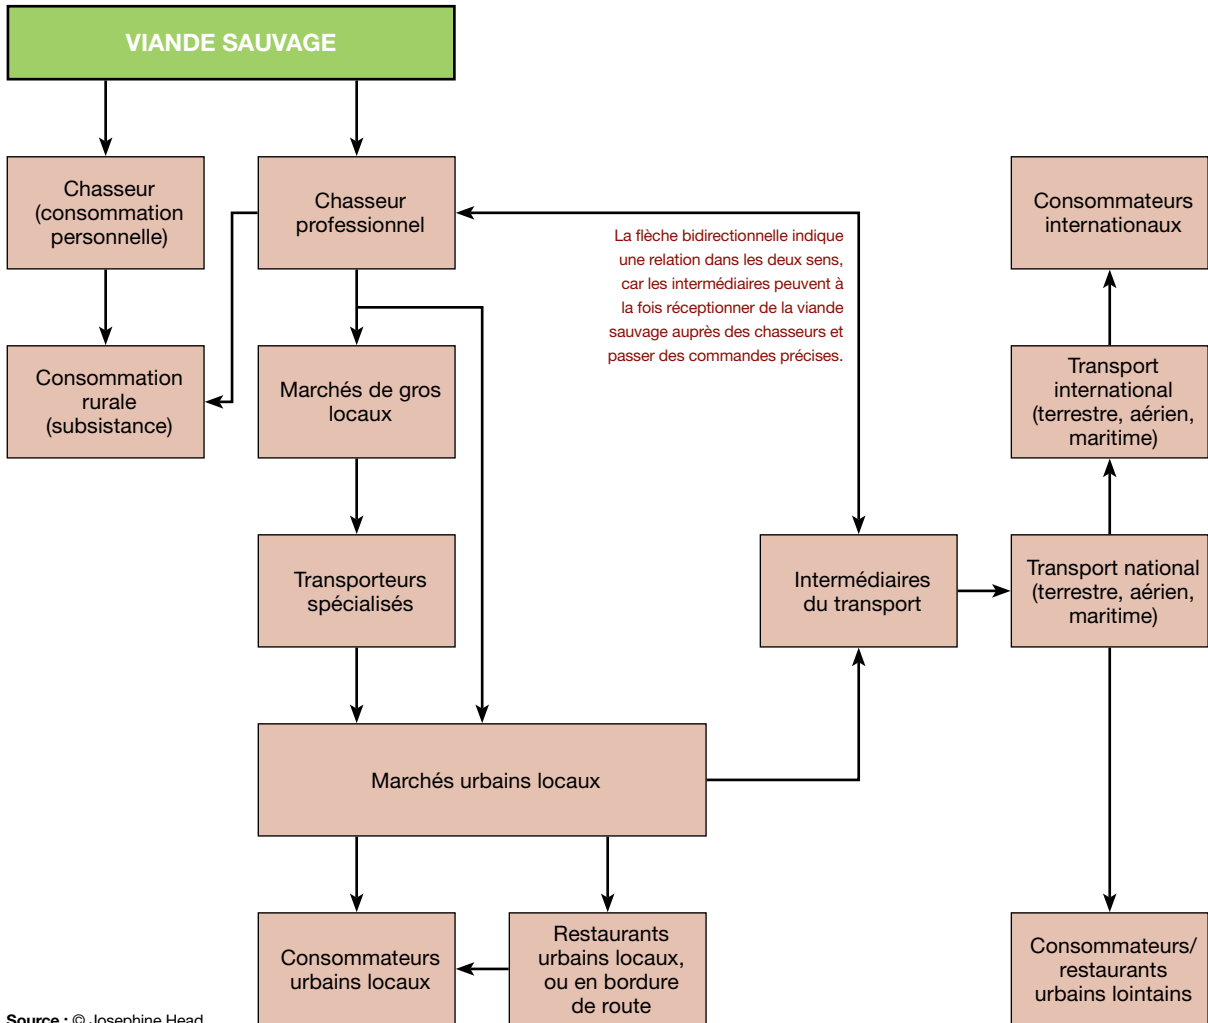 VIANDE SAUVAGE
Chasseur
(consommation
personnelle)
Chasseur
professionnel
Consommateurs
internationaux
La flèche bidirectionnelle indique
une relation dans les deux sens,
car les intermédiaires peuvent à
la fois réceptionner de la viande
sauvage auprès des chasseurs et
passer des commandes précises.
Consommation
rurale
(subsistance)
Marchés de gros
locaux
Transport
international
(terrestre, aérien,
maritime)
Transporteurs
spécialisés
Intermédiaires
du transport
Transport national
(terrestre, aérien,
maritime)
Marchés urbains locaux
Consommateurs
urbains locaux
Restaurants
urbains locaux,
ou en bordure
de route
Consommateurs/
restaurants
urbains lointains
Source : © Josephine Head